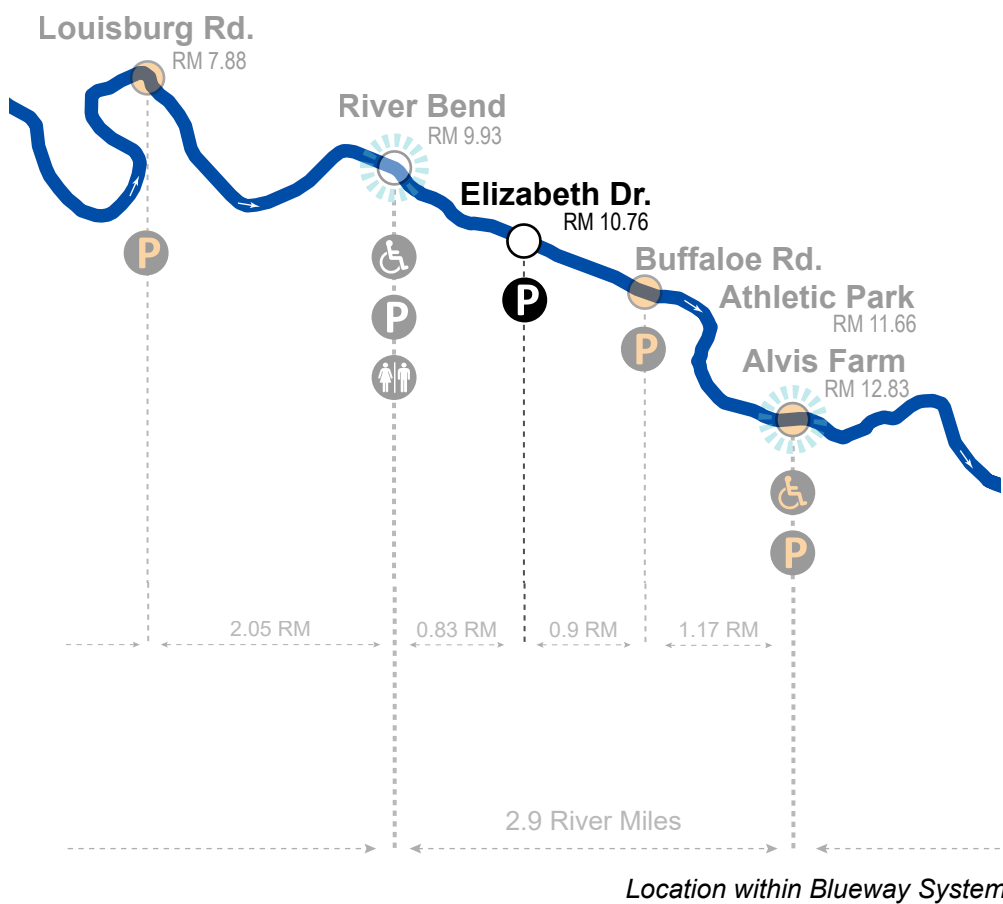 Louisburg Rd.
RM 7.88
River Bend
RM 9.93
Elizabeth Dr.
RM 10.76
Buffaloe Rd.
Athletic Park
RM 11.66
Alvis Farm
RM 12.83
P
P
P
P
P
2.05 RM
0.83 RM
0.9 RM
1.17 RM
2.9 River Miles
Location within Blueway System